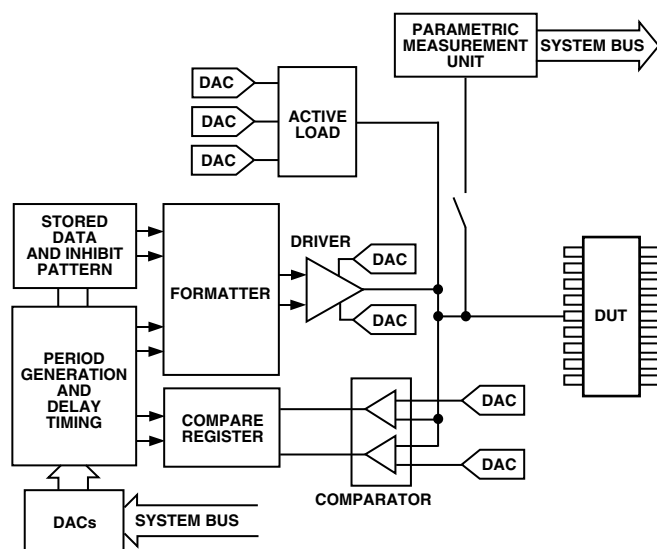 PARAMETRIC
MEASUREMENT
UNIT
SYSTEM BUS
DAC
DAC
DAC
ACTIVE
LOAD
STORED
DATA
AND INHIBIT
PATTERN
FORMATTER
DRIVER
DAC
DAC
DUT
PERIOD
GENERATION
AND
DELAY
TIMING
COMPARE
REGISTER
DAC
DAC
COMPARATOR
DACs
SYSTEM BUS